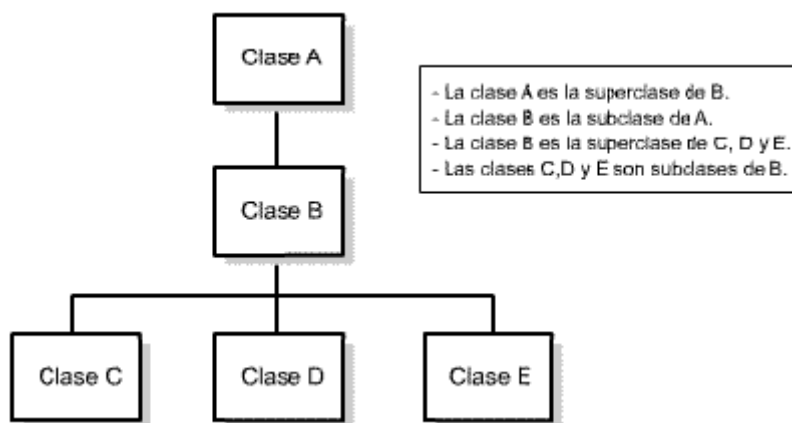 Clase A
- La clase A es la superclase de B.
- La clase B es la subclase de A.
- La clase B es la superclase de C, D y E.
- Las clases C,D y E son subclases de B.
Clase B
Clase C
Clase D
Clase E